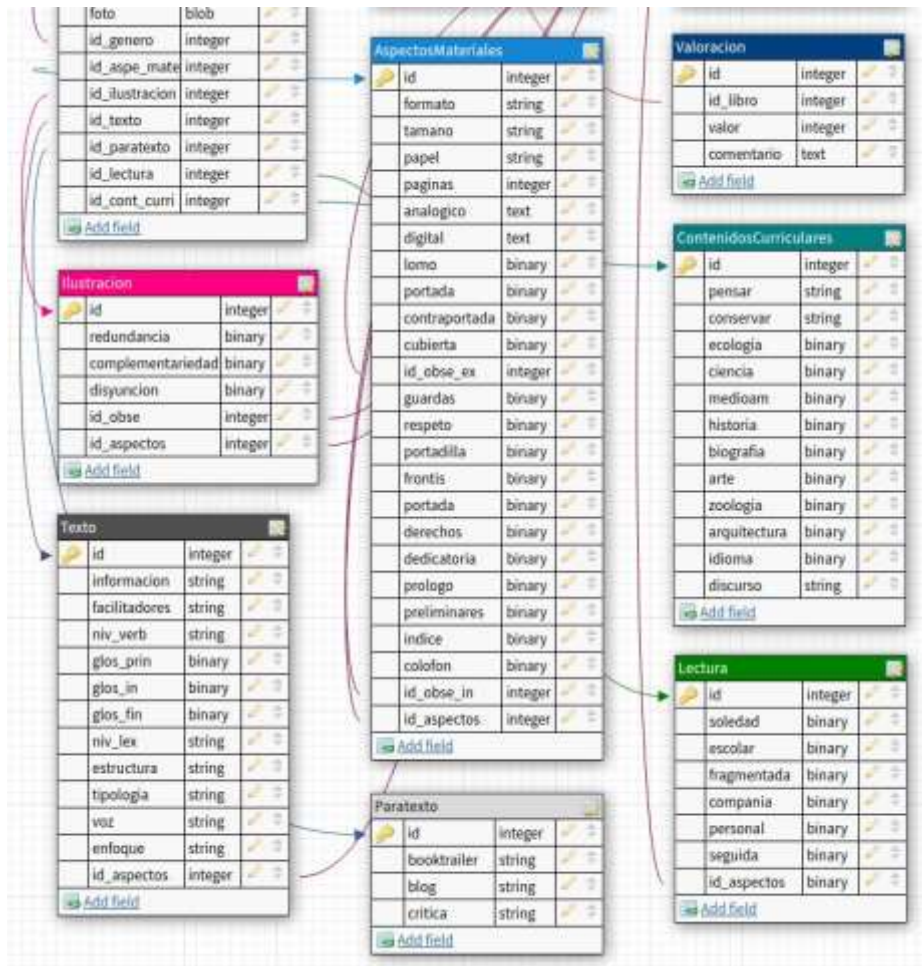 foto blob
id_genero integer
id_aspe_mate integer
id_ilustracion integer
id_texto integer
id_paratexto integer
id_lectura integer
id_cont_curri integer
Add field
Ilustracion
id integer
redundancia binary
complementariedad binary
disyuncion binary
id_obse integer
id_aspectos integer
Add field
Texto
id integer
informacion string
facilitadores string
niv_verb string
glos_prin binary
glos_in binary
glos_fin binary
niv_lex string
estructura string
tipologia string
voz string
enfoque string
id_aspectos integer
Add field
AspectosMateriales
id integer
formato string
tamano string
papel string
paginas integer
analogico text
digital text
lomo binary
portada binary
contraportada binary
cubierta binary
id_obse_ex integer
guardas binary
respeto binary
portadilla binary
frontis binary
portada binary
derechos binary
dedicatoria binary
prologo binary
preliminares binary
indice binary
colofon binary
id_obse_in integer
id_aspectos integer
Add field
Paratexto
id integer
booktrailer string
blog string
critica string
Add field
Valoracion
id integer
id_libro integer
valor integer
comentario text
Add field
ContenidosCurriculares
id integer
pensar string
conservar string
ecologia binary
ciencia binary
medioam binary
historia binary
biografia binary
arte binary
zoologia binary
arquitectura binary
idioma binary
discurso string
Add field
Lectura
id integer
soledad binary
escolar binary
fragmentada binary
compania binary
personal binary
seguida binary
id_aspectos binary
Add field